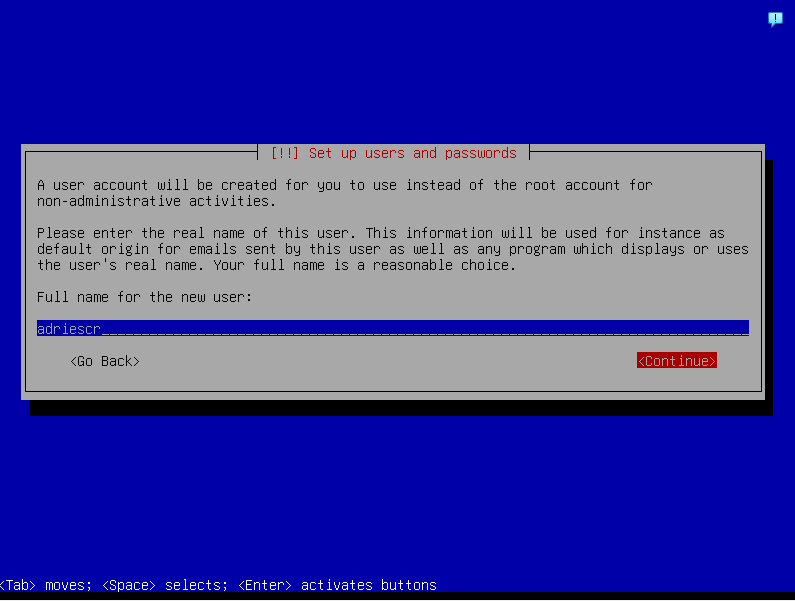 [!!] Set up users and passwords
A user account will be created for you to use instead of the root account for
non-administrative activities.
Please enter the real name of this user. This information will be used for instance as
default origin for emails sent by this user as well as any program which displays or uses
the user's real name. Your full name is a reasonable choice.
Full name for the new user:
adriescr
<Go Back> <Continue>
<Tab> moves; <Space> selects; <Enter> activates buttons